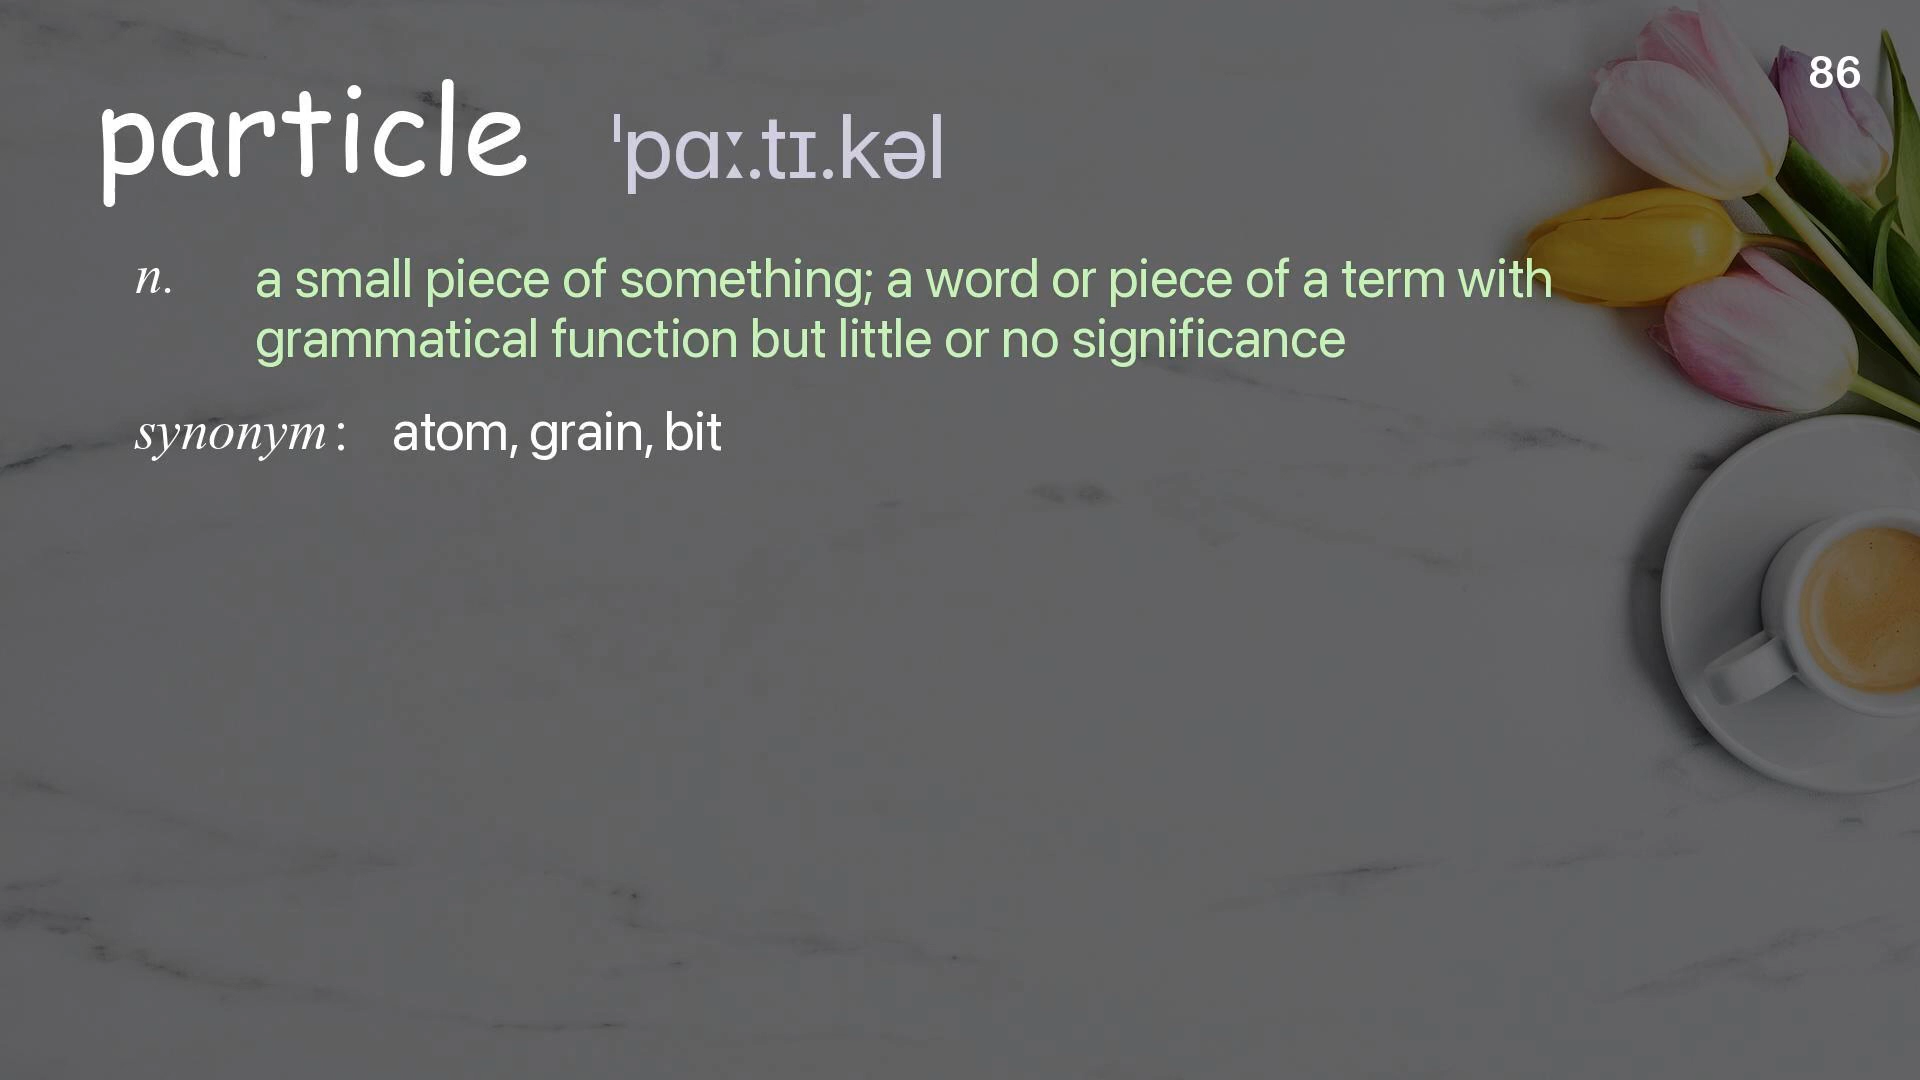 86
particle ˈpɑː.tɪ.kəl
n. a small piece of something; a word or piece of a term with
grammatical function but little or no significance
synonym: atom, grain, bit